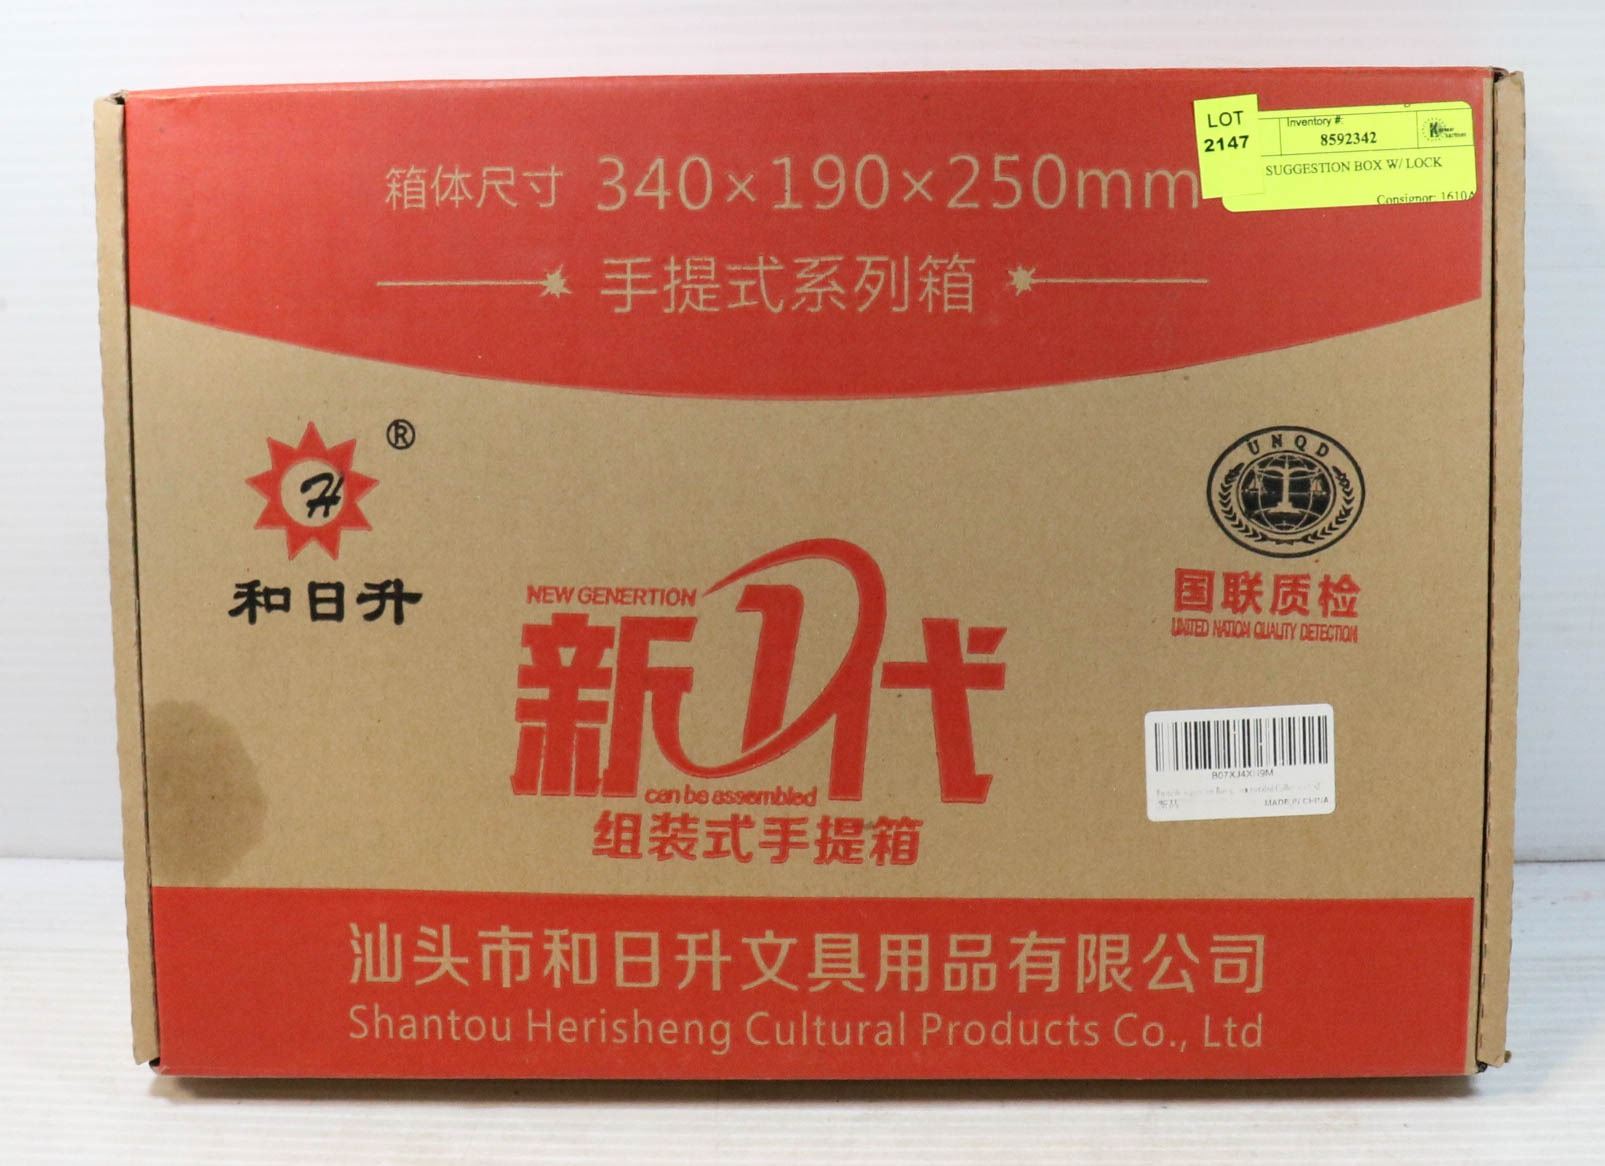 LOT
2147
Inventory #:
8592342
SUGGESTION BOX W/ LOCK
Consignor: 1610A
箱体尺寸 340×190×250mm
手提式系列箱
H ®
和日升
UNQD
国联质检
UNITED NATION QUALITY DETECTION
NEW GENERTION
新一代
can be assembled
组装式手提箱
MADE IN CHINA
汕头市和日升文具用品有限公司
Shantou Herisheng Cultural Products Co., Ltd